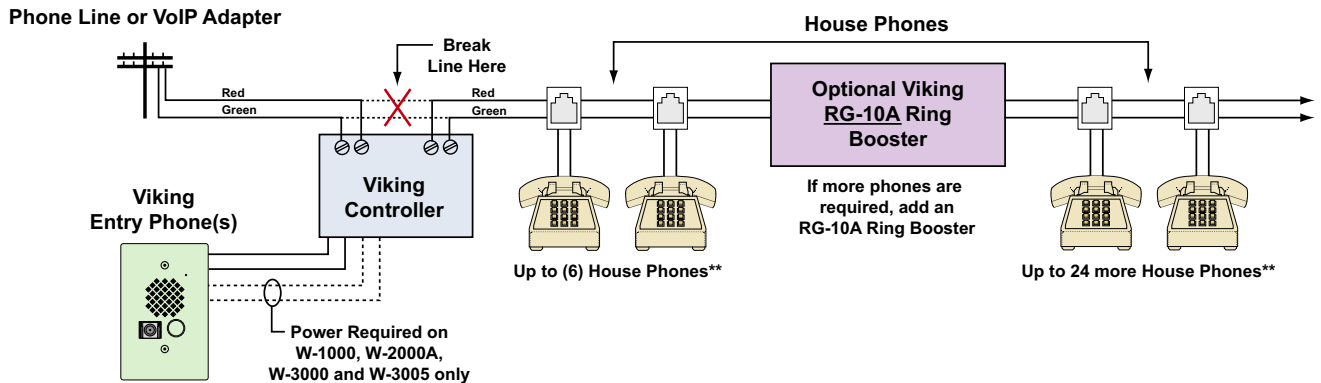 Phone Line or VoIP Adapter
House Phones
Break
Line Here
Red
Green
Red
Green
Optional Viking
RG-10A Ring
Booster
Viking
Controller
If more phones are
required, add an
RG-10A Ring Booster
Viking
Entry Phone(s)
Up to (6) House Phones**
Up to 24 more House Phones**
Power Required on
W-1000, W-2000A,
W-3000 and W-3005 only